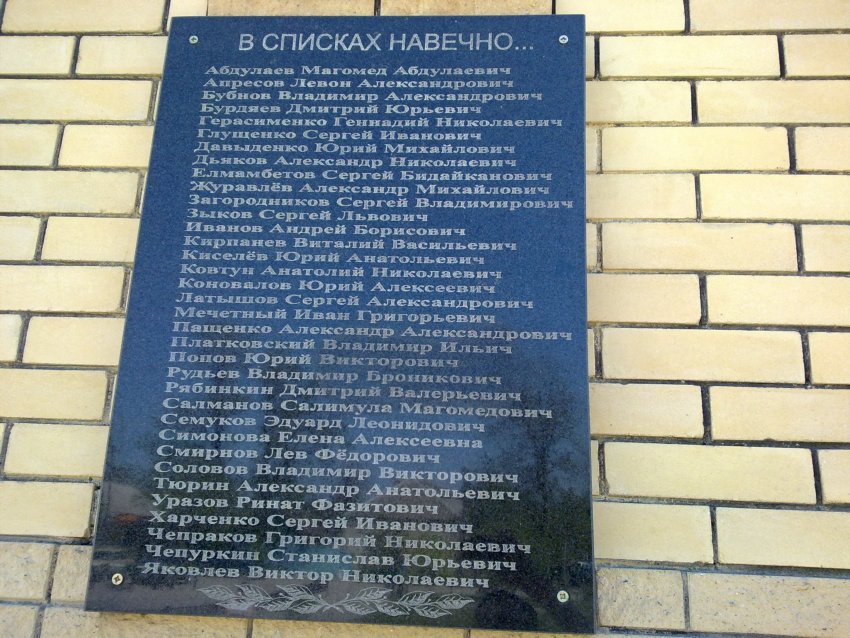 В СПИСКАХ НАВЕЧНО...
Абдулаев Магомед Абдулаевич
Апресов Левон Александрович
Бубнов Владимир Александрович
Бурдяев Дмитрий Юрьевич
Герасименко Геннадий Николаевич
Глущенко Сергей Иванович
Давыденко Юрий Михайлович
Дьяков Александр Николаевич
Елмамбетов Сергей Бидайканович
Журавлёв Александр Михайлович
Загородников Сергей Владимирович
Зыков Сергей Львович
Иванов Андрей Борисович
Кирпанев Виталий Васильевич
Киселёв Юрий Анатольевич
Ковтун Анатолий Николаевич
Коновалов Юрий Алексеевич
Латышов Сергей Александрович
Мечетный Иван Григорьевич
Пащенко Александр Александрович
Платковский Владимир Ильич
Попов Юрий Викторович
Рудьев Владимир Броникович
Рябинкин Дмитрий Валерьевич
Салманов Салимула Магомедович
Семуков Эдуард Леонидович
Симонова Елена Алексеевна
Смирнов Лев Фёдорович
Соловов Владимир Викторович
Тюрин Александр Анатольевич
Уразов Ринат Фазитович
Харченко Сергей Иванович
Чепраков Григорий Николаевич
Чепуркин Станислав Юрьевич
Яковлев Виктор Николаевич